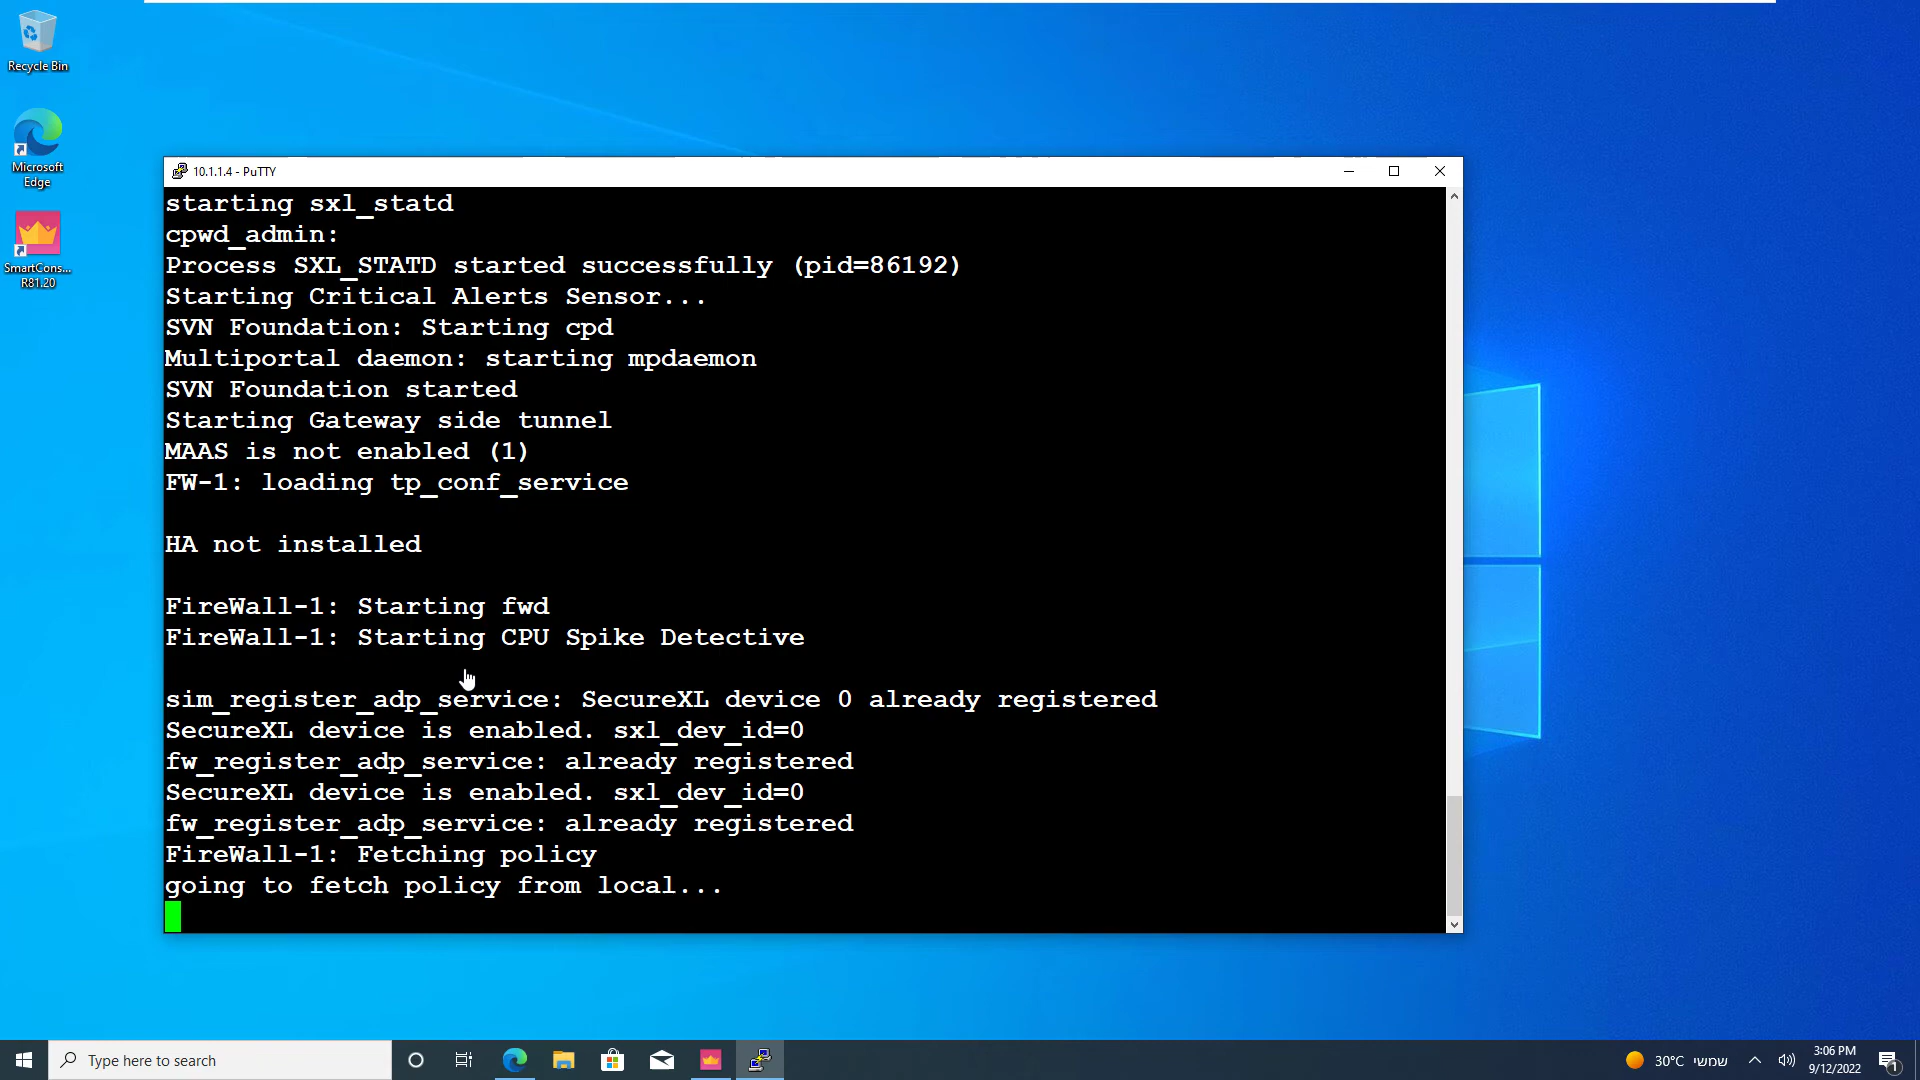 Recycle Bin
Microsoft
Edge
SmartCons...
R81.20
10.1.1.4 - PuTTY
starting sxl_statd
cpwd_admin:
Process SXL_STATD started successfully (pid=86192)
Starting Critical Alerts Sensor...
SVN Foundation: Starting cpd
Multiportal daemon: starting mpdaemon
SVN Foundation started
Starting Gateway side tunnel
MAAS is not enabled (1)
FW-1: loading tp_conf_service
HA not installed
FireWall-1: Starting fwd
FireWall-1: Starting CPU Spike Detective
sim_register_adp_service: SecureXL device 0 already registered
SecureXL device is enabled. sxl_dev_id=0
fw_register_adp_service: already registered
SecureXL device is enabled. sxl_dev_id=0
fw_register_adp_service: already registered
FireWall-1: Fetching policy
going to fetch policy from local...
Type here to search
30°C שמשי
3:06 PM
9/12/2022
1